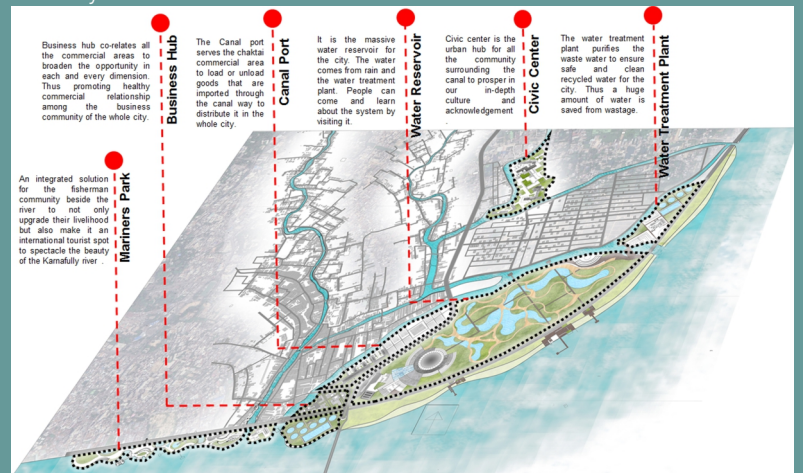 Business hub co-relates all
the commercial areas to
broaden the opportunity in
each and every dimension.
Thus promoting healthy
commercial relationship
among the business
community of the whole city.
Business Hub
The Canal port
serves the chaktai
commercial area
to load or unload
goods that are
imported through
the canal way to
distribute it in the
whole city.
Canal Port
It is the massive
water reservoir for
the city. The water
comes from rain and
the water treatment
plant. People can
come and learn
about the system by
visiting it.
Water Reservoir
Civic center is the
urban hub for all
the community
surrounding the
canal to prosper in
our in-depth
culture and
acknowledgement
.
Civic Center
The water treatment
plant purifies the
waste water to ensure
safe and clean
recycled water for the
city. Thus a huge
amount of water is
saved from wastage.
Water Treatment Plant
An integrated solution
for the fisherman
community beside the
river to not only
upgrade their livelihood
but also make it an
international tourist spot
to spectacle the beauty
of the Karnafully river .
Mariners Park